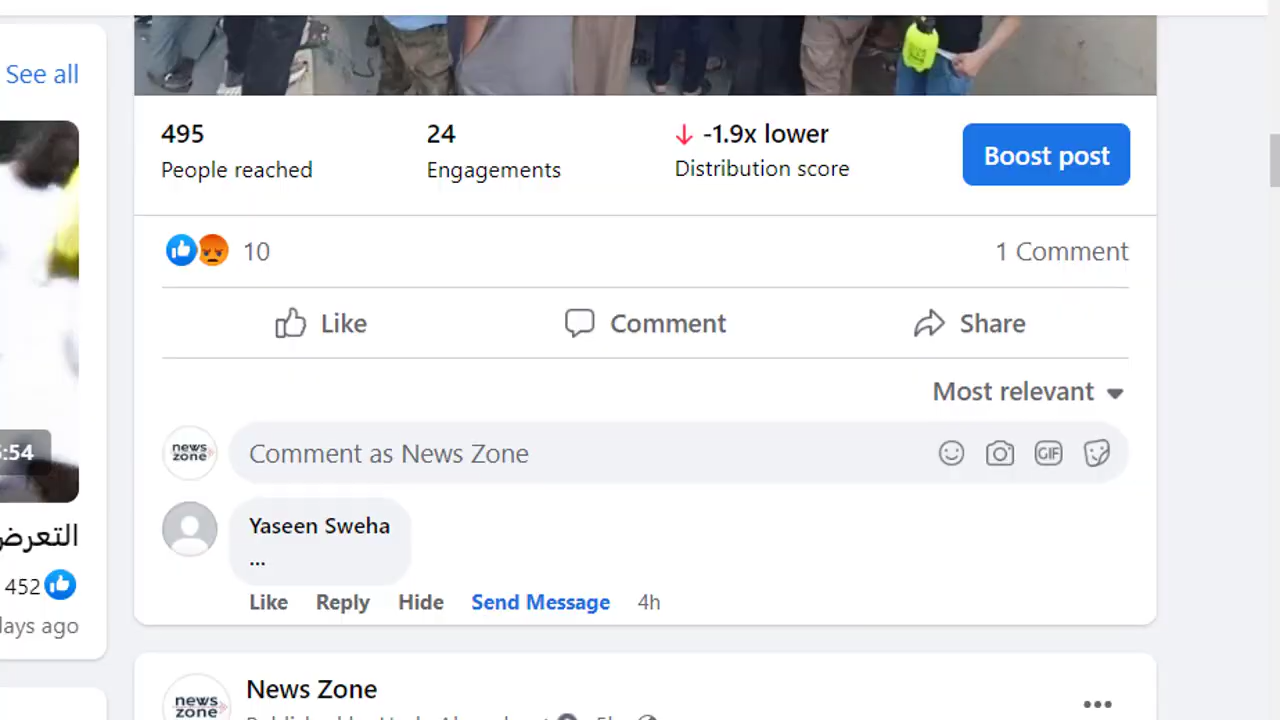 See all
495
People reached
24
Engagements
-1.9x lower
Distribution score
Boost post
10
1 Comment
Like
Comment
Share
Most relevant
news zone
Comment as News Zone
GIF
:54
Yaseen Sweha
...
Like Reply Hide Send Message 4h
452
days ago
News Zone
news zone